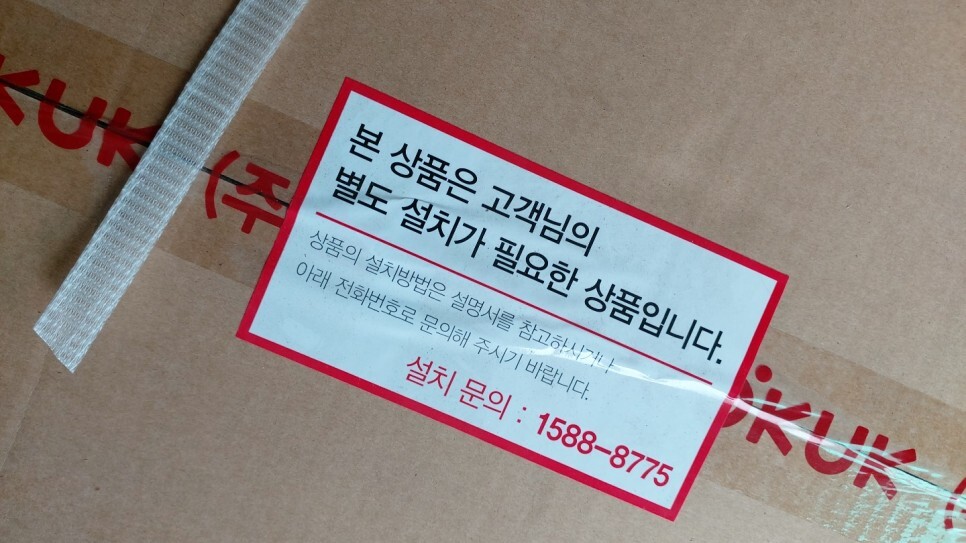 KUK
(주
본 상품은 고객님의
별도 설치가 필요한 상품입니다.
상품의 설치방법은 설명서를 참고하시거나
아래 전화번호로 문의해 주시기 바랍니다.
설치 문의 : 1588-8775
KUK